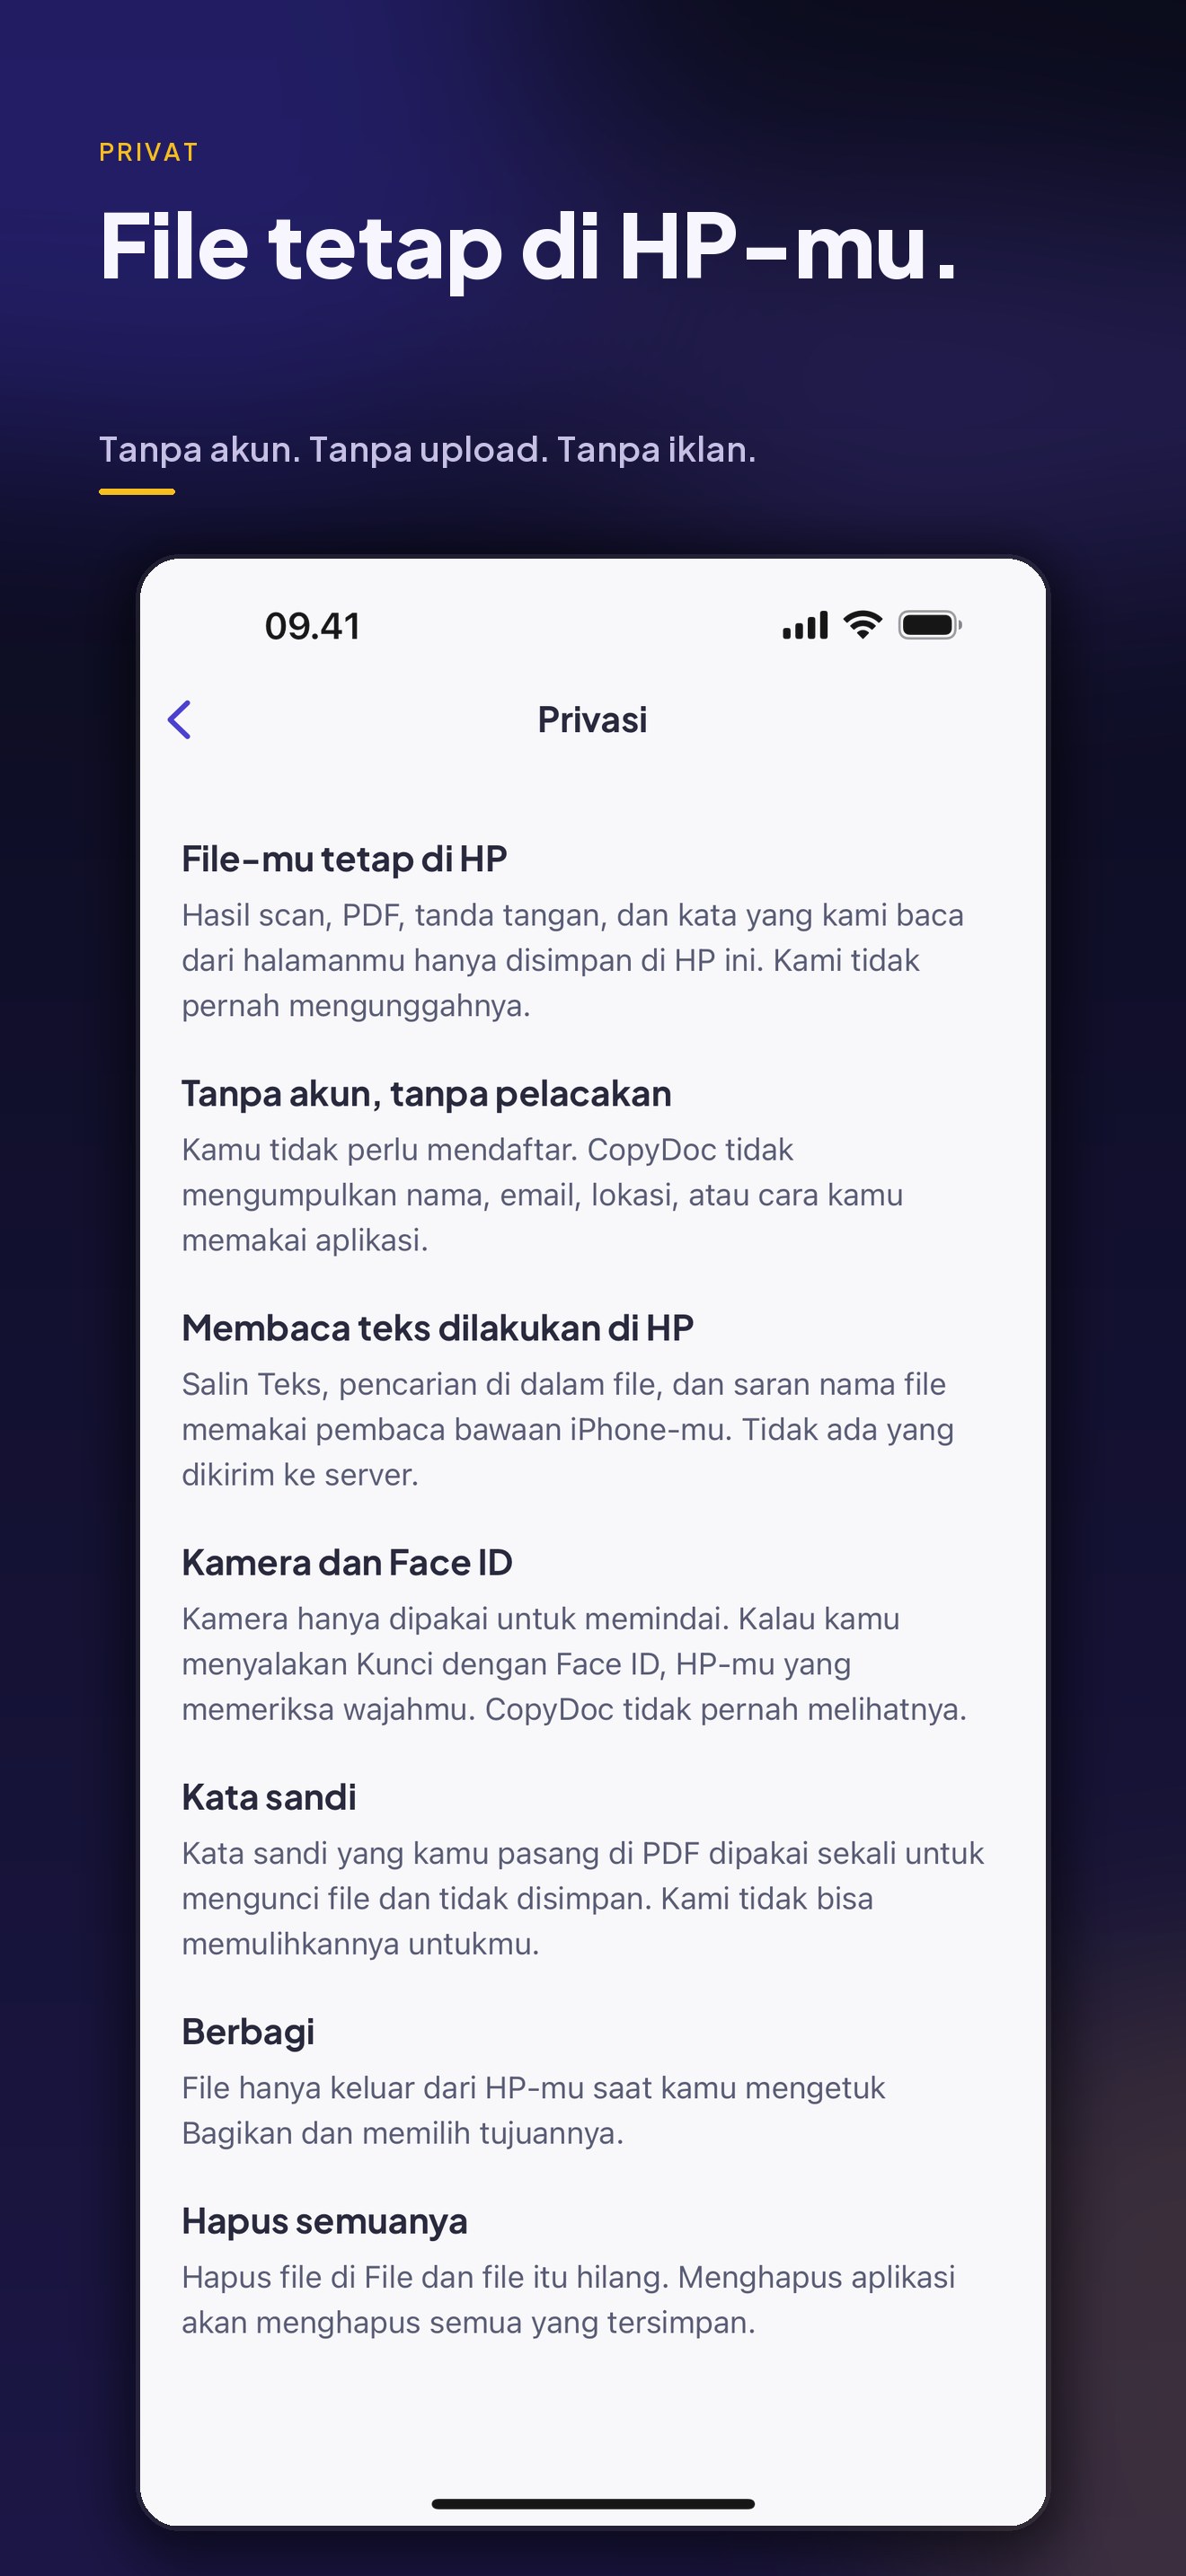 PRIVAT
File tetap di HP-mu.
Tanpa akun. Tanpa upload. Tanpa iklan.
09.41
Privasi
File-mu tetap di HP
Hasil scan, PDF, tanda tangan, dan kata yang kami baca
dari halamanmu hanya disimpan di HP ini. Kami tidak
pernah mengunggahnya.
Tanpa akun, tanpa pelacakan
Kamu tidak perlu mendaftar. CopyDoc tidak
mengumpulkan nama, email, lokasi, atau cara kamu
memakai aplikasi.
Membaca teks dilakukan di HP
Salin Teks, pencarian di dalam file, dan saran nama file
memakai pembaca bawaan iPhone-mu. Tidak ada yang
dikirim ke server.
Kamera dan Face ID
Kamera hanya dipakai untuk memindai. Kalau kamu
menyalakan Kunci dengan Face ID, HP-mu yang
memeriksa wajahmu. CopyDoc tidak pernah melihatnya.
Kata sandi
Kata sandi yang kamu pasang di PDF dipakai sekali untuk
mengunci file dan tidak disimpan. Kami tidak bisa
memulihkannya untukmu.
Berbagi
File hanya keluar dari HP-mu saat kamu mengetuk
Bagikan dan memilih tujuannya.
Hapus semuanya
Hapus file di File dan file itu hilang. Menghapus aplikasi
akan menghapus semua yang tersimpan.